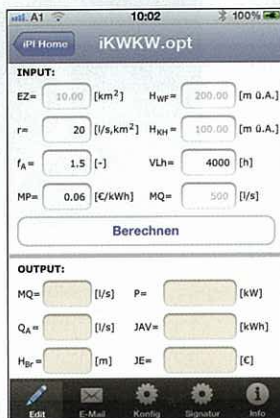 A1 10:02 100%
iPI Home iKWKW.opt
INPUT:
EZ= 10.00 [km²] H_WF= 200.00 [m ü.A.]
r= 20 [l/s,km²] H_KH= 100.00 [m ü.A.]
f_A= 1.5 [-] VLh= 4000 [h]
MP= 0.06 [€/kWh] MQ= 500 [l/s]
Berechnen
OUTPUT:
MQ= [l/s] P= [kW]
Q_A= [l/s] JAV= [kWh]
H_Br= [m] JE= [€]
Edit E-Mail Konfig Signatur Info